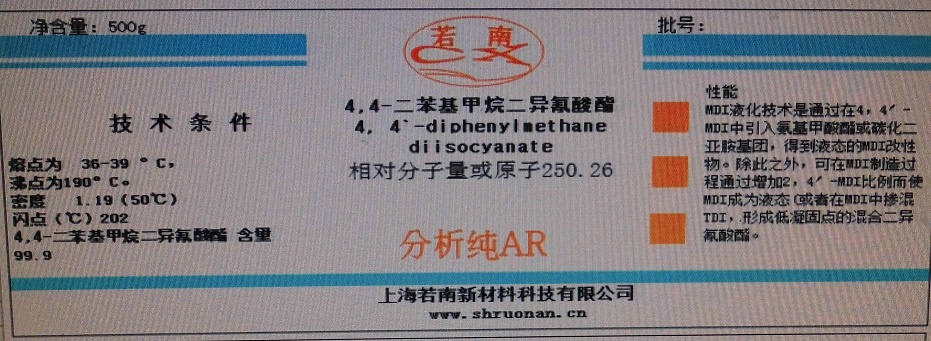 净含量：500g
若 南
批号：
4,4-二苯基甲烷二异氰酸酯
4, 4`-diphenylmethane
diisocyanate
相对分子量或原子250.26
分析纯AR
技 术 条 件
熔点为 36-39 °C,
沸点为190°C。
密度 1.19（50℃）
闪点（℃）202
4,4-二苯基甲烷二异氰酸酯 含量
99.9
性能
MDI液化技术是通过在4, 4′-
MDI中引入氨基甲酸酯或碳化二
亚胺基团，得到液态的MDI改性
物。除此之外，可在MDI制造过
程通过增加2, 4′-MDI比例而使
MDI成为液态（或者在MDI中掺混
TDI，形成低凝固点的混合二异
氰酸酯。
上海若南新材料科技有限公司
www.shruonan.cn